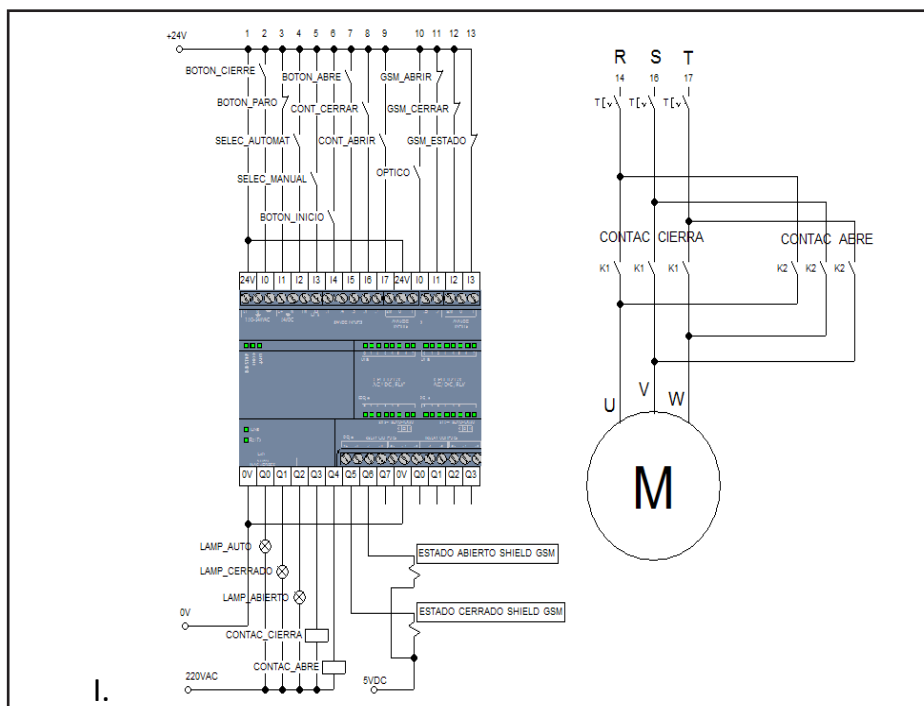 1 2 3 4 5 6 7 8 9 10 11 12 13
+24V
BOTON_CIERRE
BOTON_ABRE
GSM_ABRIR
BOTON_PARO
CONT_CERRAR
GSM_CERRAR
SELEC_AUTOMAT
CONT_ABRIR
GSM_ESTADO
SELEC_MANUAL
OPTICO
BOTON_INICIO
24V I0 I1 I2 I3 I4 I5 I6 I7 24V I0 I1 I2 I3
0V Q0 Q1 Q2 Q3 Q4 Q5 Q6 Q7 0V Q0 Q1 Q2 Q3
LAMP_AUTO
ESTADO ABIERTO SHIELD GSM
LAMP_CERRADO
LAMP_ABIERTO
ESTADO CERRADO SHIELD GSM
0V
CONTAC_CIERRA
CONTAC_ABRE
220VAC
5VDC
I.
R S T
14 16 17
T[v T[v T[v
CONTAC CIERRA
CONTAC ABRE
K1 K1 K1 K2 K2 K2
U V W
M